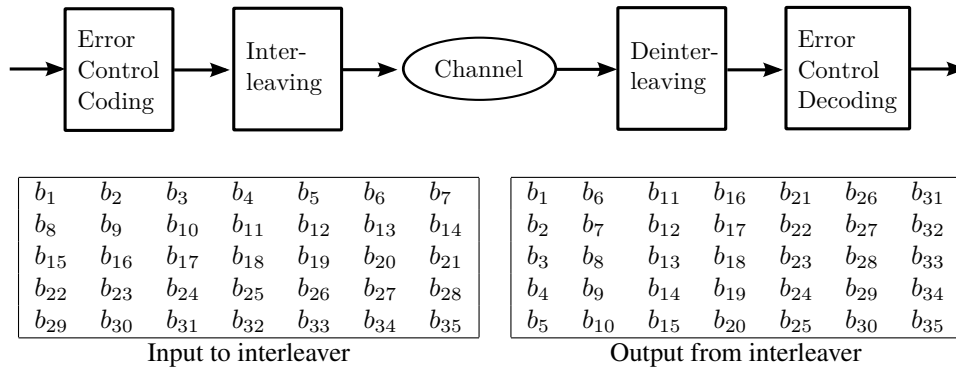 Error Control Coding
Inter-leaving
Channel
Deinter-leaving
Error Control Decoding
b₁ b₂ b₃ b₄ b₅ b₆ b₇
b₈ b₉ b₁₀ b₁₁ b₁₂ b₁₃ b₁₄
b₁₅ b₁₆ b₁₇ b₁₈ b₁₉ b₂₀ b₂₁
b₂₂ b₂₃ b₂₄ b₂₅ b₂₆ b₂₇ b₂₈
b₂₉ b₃₀ b₃₁ b₃₂ b₃₃ b₃₄ b₃₅
Input to interleaver
b₁ b₆ b₁₁ b₁₆ b₂₁ b₂₆ b₃₁
b₂ b₇ b₁₂ b₁₇ b₂₂ b₂₇ b₃₂
b₃ b₈ b₁₃ b₁₈ b₂₃ b₂₈ b₃₃
b₄ b₉ b₁₄ b₁₉ b₂₄ b₂₉ b₃₄
b₅ b₁₀ b₁₅ b₂₀ b₂₅ b₃₀ b₃₅
Output from interleaver